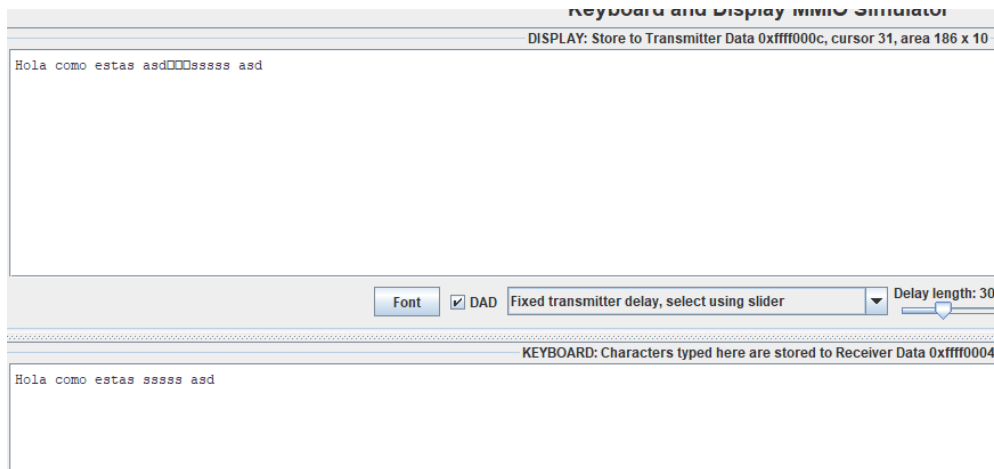 Keyboard and Display MMIO Simulator
DISPLAY: Store to Transmitter Data 0xffff000c, cursor 31, area 186 x 10
Hola como estas asd□□□sssss asd
Font
DAD
Fixed transmitter delay, select using slider
Delay length: 30
KEYBOARD: Characters typed here are stored to Receiver Data 0xffff0004
Hola como estas sssss asd